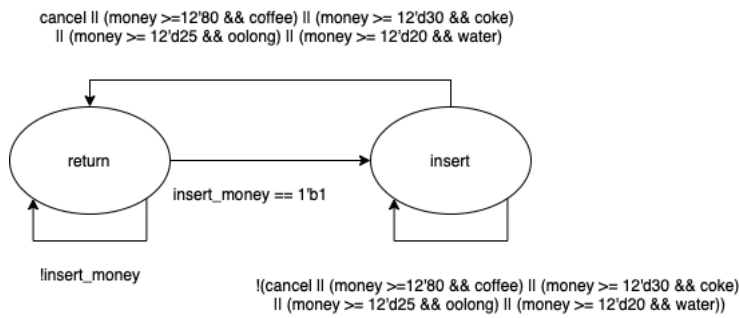 cancel || (money >=12'80 && coffee) || (money >= 12'd30 && coke)
|| (money >= 12'd25 && oolong) || (money >= 12'd20 && water)
return
insert
insert_money == 1'b1
!insert_money
!(cancel || (money >=12'80 && coffee) || (money >= 12'd30 && coke)
|| (money >= 12'd25 && oolong) || (money >= 12'd20 && water))